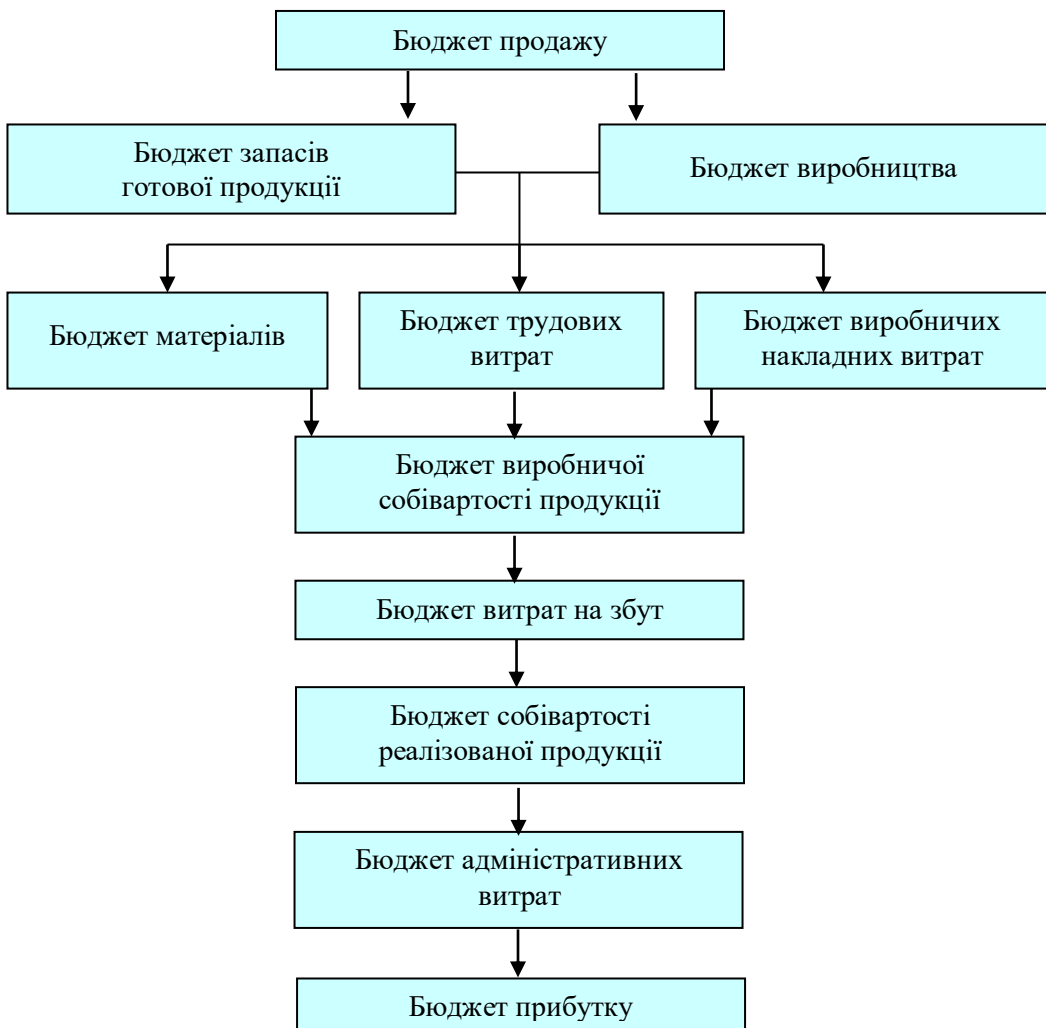 Бюджет продажу
Бюджет запасів
готової продукції
Бюджет виробництва
Бюджет матеріалів
Бюджет трудових
витрат
Бюджет виробничих
накладних витрат
Бюджет виробничої
собівартості продукції
Бюджет витрат на збут
Бюджет собівартості
реалізованої продукції
Бюджет адміністративних
витрат
Бюджет прибутку